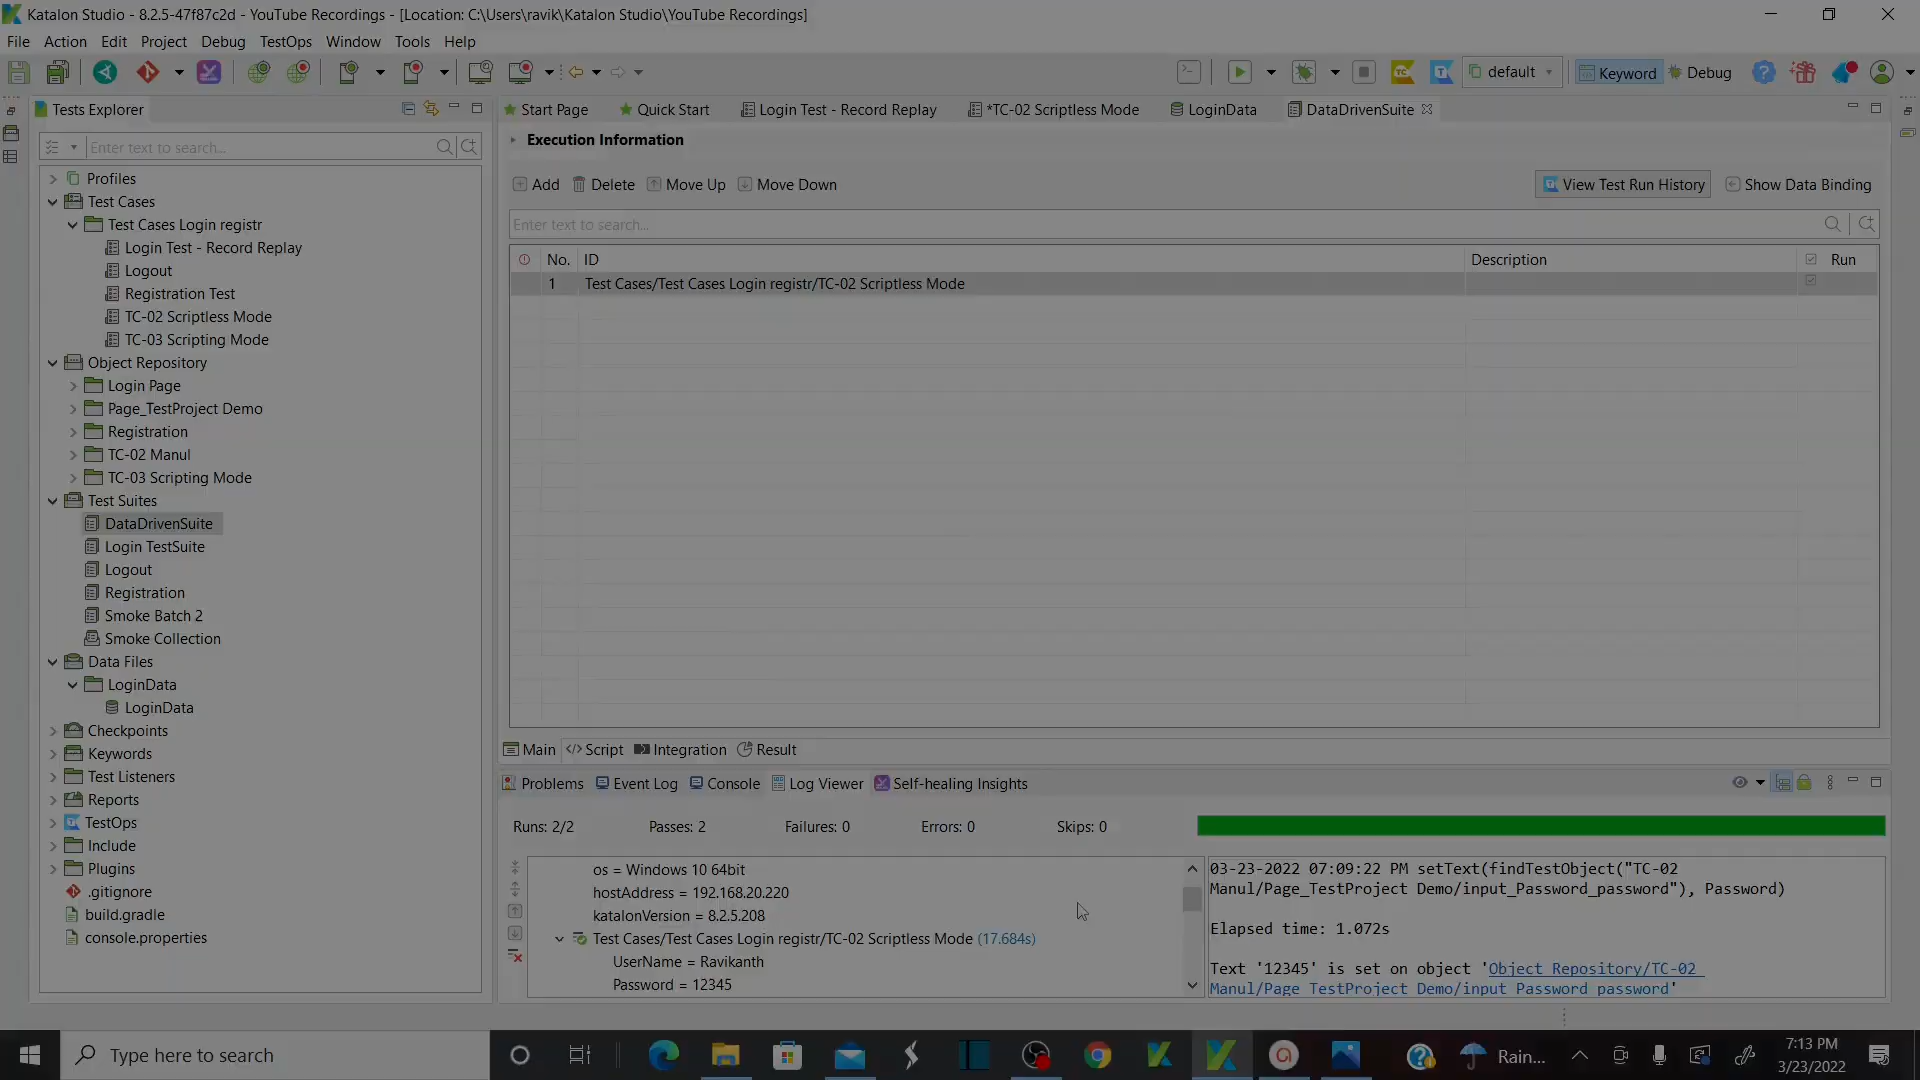 Katalon Studio - 8.2.5-47f87c2d - YouTube Recordings - [Location: C:\Users\ravik\Katalon Studio\YouTube Recordings]
File Action Edit Project Debug TestOps Window Tools Help
default Keyword Debug
Tests Explorer
Start Page Quick Start Login Test - Record Replay *TC-02 Scriptless Mode LoginData DataDrivenSuite
Enter text to search...
Profiles
Test Cases
Test Cases Login registr
Login Test - Record Replay
Logout
Registration Test
TC-02 Scriptless Mode
TC-03 Scripting Mode
Object Repository
Login Page
Page_TestProject Demo
Registration
TC-02 Manul
TC-03 Scripting Mode
Test Suites
DataDrivenSuite
Login TestSuite
Logout
Registration
Smoke Batch 2
Smoke Collection
Data Files
LoginData
LoginData
Checkpoints
Keywords
Test Listeners
Reports
TestOps
Include
Plugins
.gitignore
build.gradle
console.properties
Execution Information
Add Delete Move Up Move Down View Test Run History Show Data Binding
Enter text to search...
No. ID Description Run
1 Test Cases/Test Cases Login registr/TC-02 Scriptless Mode
Main Script Integration Result
Problems Event Log Console Log Viewer Self-healing Insights
Runs: 2/2 Passes: 2 Failures: 0 Errors: 0 Skips: 0
os = Windows 10 64bit
hostAddress = 192.168.20.220
katalonVersion = 8.2.5.208
Test Cases/Test Cases Login registr/TC-02 Scriptless Mode (17.684s)
UserName = Ravikanth
Password = 12345
03-23-2022 07:09:22 PM setText(findTestObject("TC-02
Manul/Page_TestProject Demo/input_Password_password"), Password)
Elapsed time: 1.072s
Text '12345' is set on object 'Object Repository/TC-02
Manul/Page_TestProject Demo/input_Password_password'
Type here to search
Rain...
7:13 PM
3/23/2022